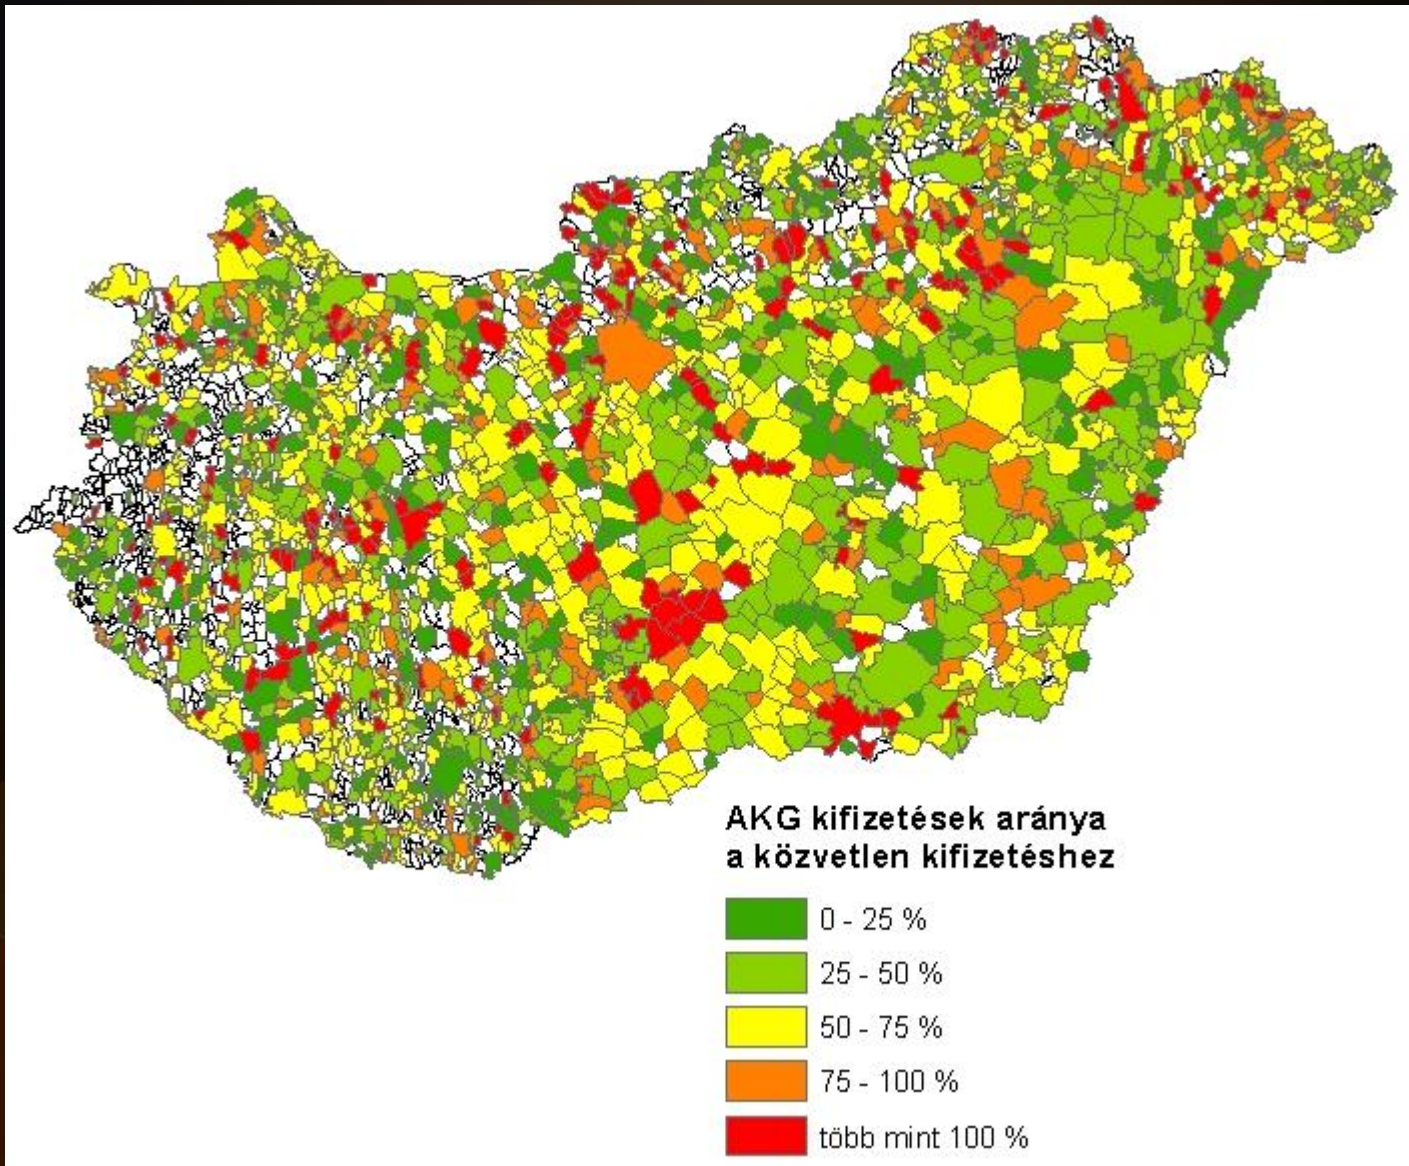 AKG kifizetések aránya
a közvetlen kifizetéshez
0 - 25 %
25 - 50 %
50 - 75 %
75 - 100 %
több mint 100 %